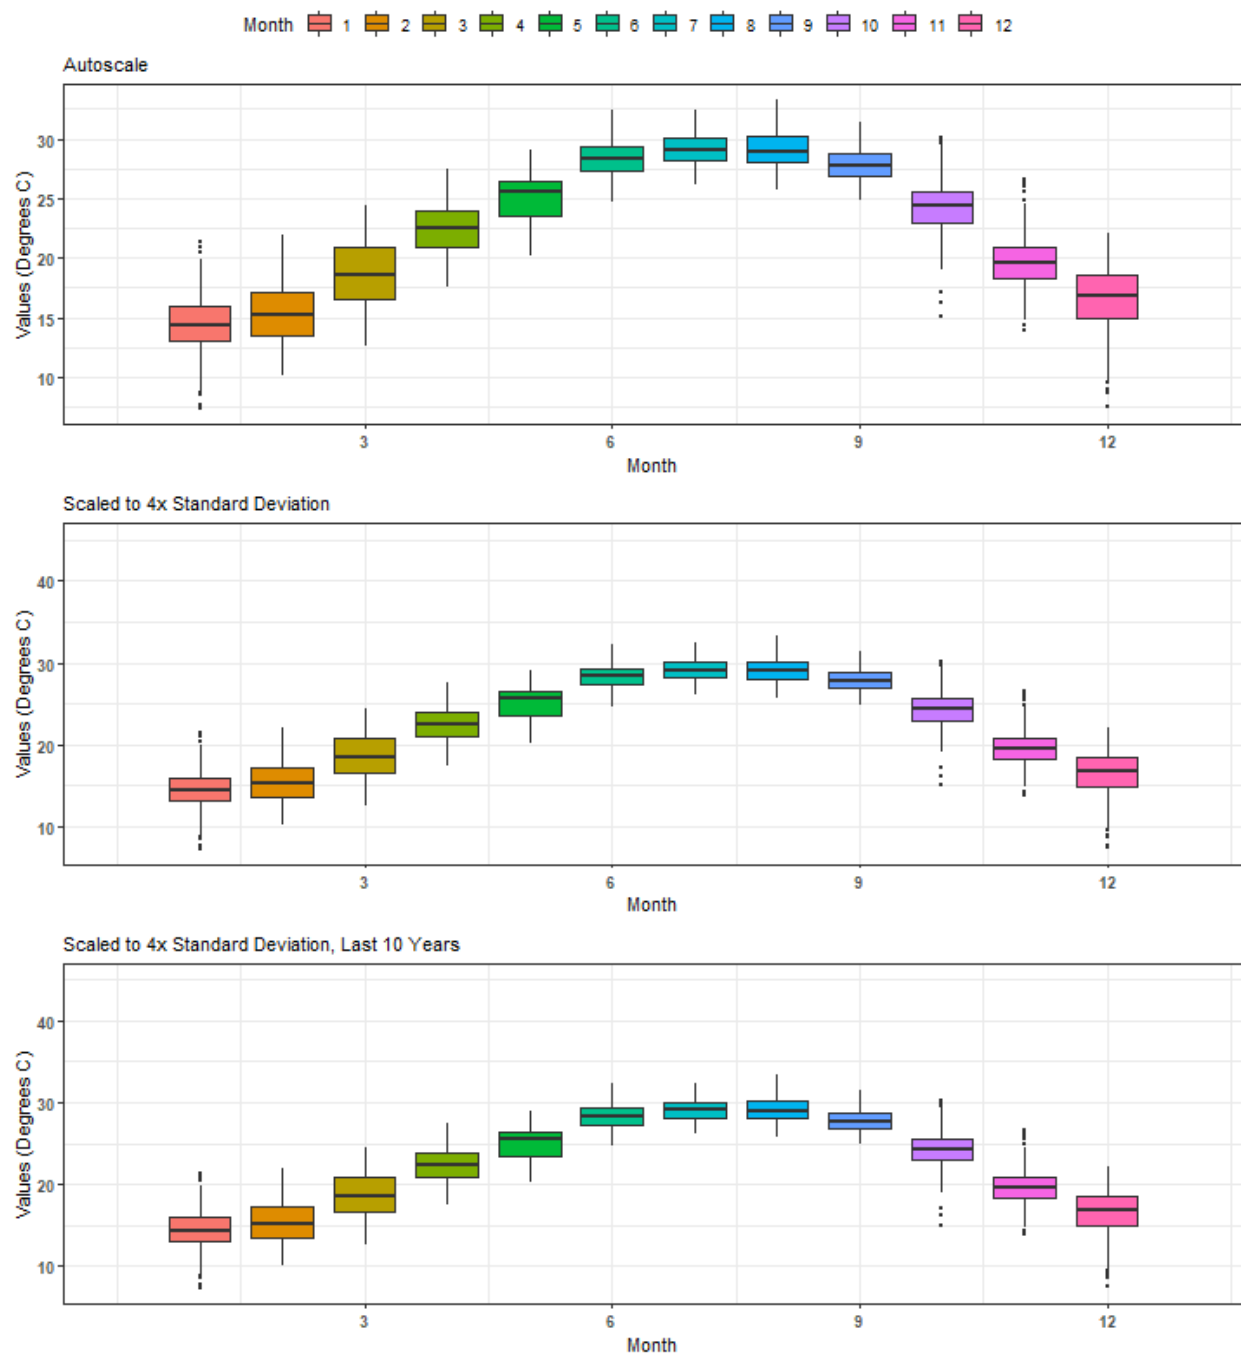 Month 1 2 3 4 5 6 7 8 9 10 11 12
Autoscale
Values (Degrees C)
30
25
20
15
10
3 6 9 12
Month
Scaled to 4x Standard Deviation
Values (Degrees C)
40
30
20
10
3 6 9 12
Month
Scaled to 4x Standard Deviation, Last 10 Years
Values (Degrees C)
40
30
20
10
3 6 9 12
Month